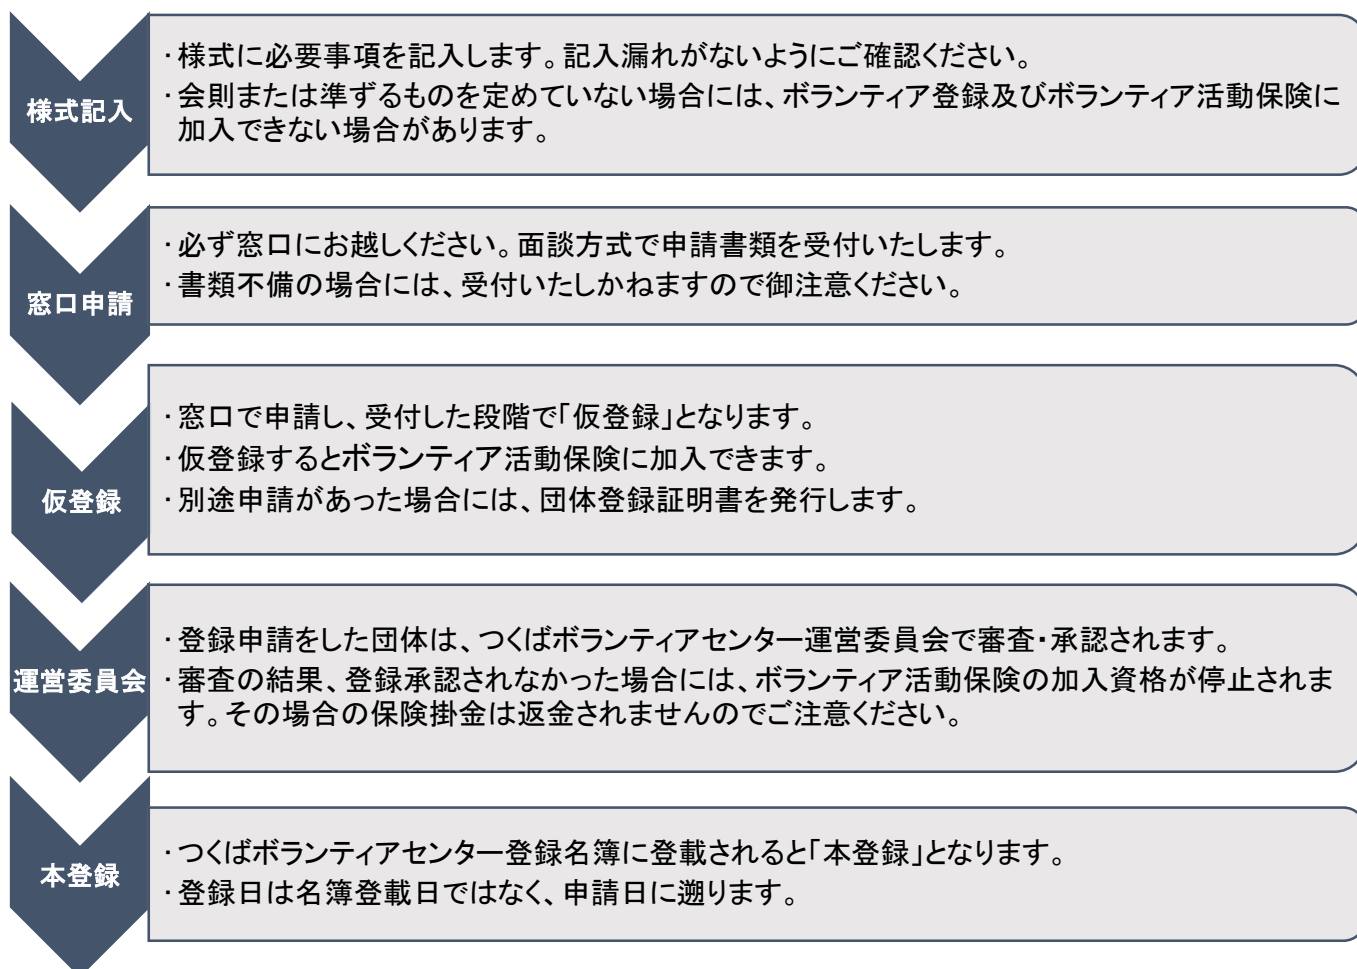 様式記入
・様式に必要事項を記入します。記入漏れがないようにご確認ください。
・会則または準ずるものを定めていない場合には、ボランティア登録及びボランティア活動保険に
加入できない場合があります。
窓口申請
・必ず窓口にお越しください。面談方式で申請書類を受付いたします。
・書類不備の場合には、受付いたしかねますので御注意ください。
仮登録
・窓口で申請し、受付した段階で「仮登録」となります。
・仮登録するとボランティア活動保険に加入できます。
・別途申請があった場合には、団体登録証明書を発行します。
運営委員会
・登録申請をした団体は、つくばボランティアセンター運営委員会で審査・承認されます。
・審査の結果、登録承認されなかった場合には、ボランティア活動保険の加入資格が停止されま
す。その場合の保険掛金は返金されませんのでご注意ください。
本登録
・つくばボランティアセンター登録名簿に登載されると「本登録」となります。
・登録日は名簿登載日ではなく、申請日に遡ります。